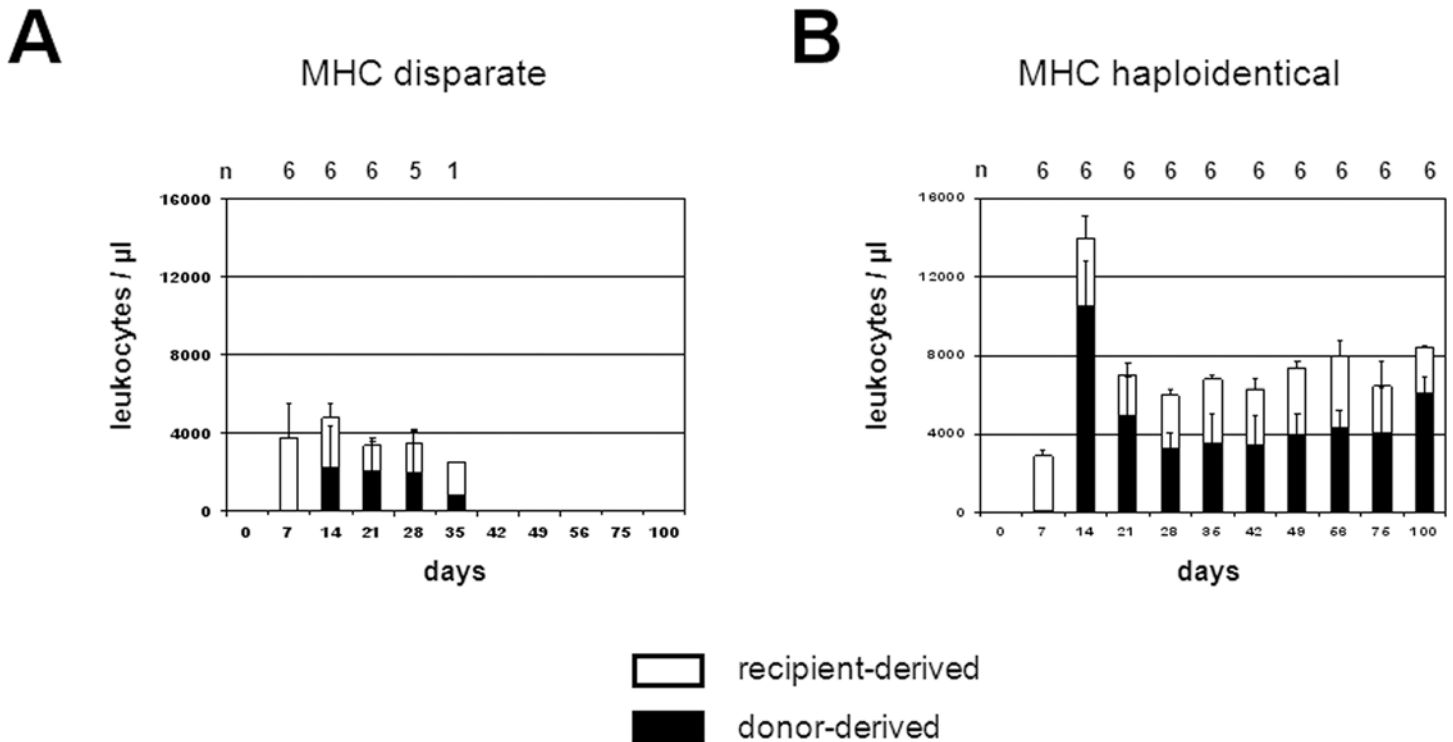 A
MHC disparate
n 6 6 6 5 1
16000
12000
8000
4000
0
leukocytes / µl
0 7 14 21 28 35 42 49 56 75 100
days
B
MHC haploidentical
n 6 6 6 6 6 6 6 6 6 6
16000
12000
8000
4000
0
leukocytes / µl
0 7 14 21 28 35 42 49 56 75 100
days
recipient-derived
donor-derived